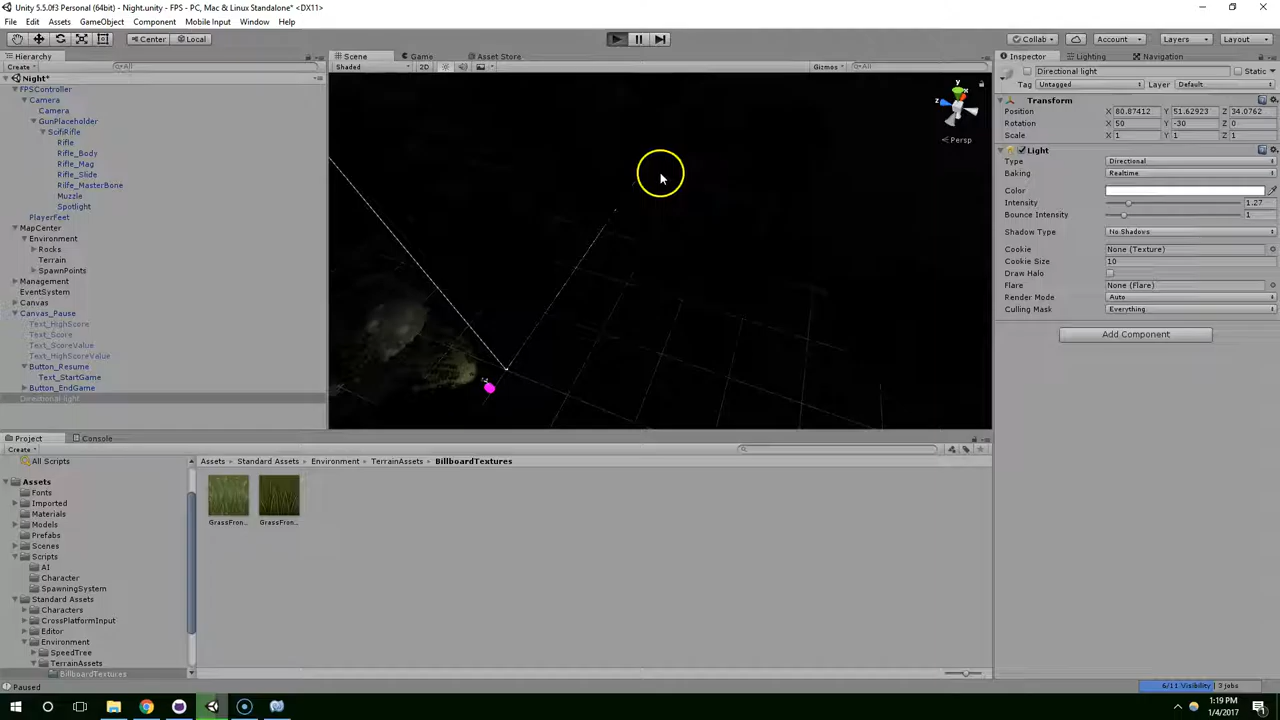 Unity 5.5.0f3 Personal (64bit) - Night.unity - FPS - PC, Mac & Linux Standalone* <DX11>
File Edit Assets GameObject Component Mobile Input Window Help
Center Local Collab Account Layers Layout
Hierarchy
Create All
Night*
FPSController
Camera
Camera
GunPlaceholder
ScifiRifle
Rifle
Rifle_Body
Rifle_Mag
Rifle_Slide
Riife_MasterBone
Muzzle
Spotlight
PlayerFeet
MapCenter
Environment
Rocks
Terrain
SpawnPoints
Management
EventSystem
Canvas
Canvas_Pause
Text_HighScore
Text_Score
Text_ScoreValue
Text_HighScoreValue
Button_Resume
Text_StartGame
Button_EndGame
Directional light
Scene Game Asset Store
Shaded 2D Gizmos All
y
x
z
Persp
Inspector Lighting Navigation
Directional light Static
Tag Untagged Layer Default
Transform
Position X 80.87412 Y 51.62923 Z 34.0762
Rotation X 50 Y -30 Z 0
Scale X 1 Y 1 Z 1
Light
Type Directional
Baking Realtime
Color
Intensity 1.27
Bounce Intensity 1
Shadow Type No Shadows
Cookie None (Texture)
Cookie Size 10
Draw Halo
Flare None (Flare)
Render Mode Auto
Culling Mask Everything
Add Component
Project Console
Create
All Scripts
Assets
Fonts
Imported
Materials
Models
Prefabs
Scenes
Scripts
AI
Character
SpawningSystem
Standard Assets
Characters
CrossPlatformInput
Editor
Environment
SpeedTree
TerrainAssets
BillboardTextures
Assets Standard Assets Environment TerrainAssets BillboardTextures
GrassFron... GrassFron...
Paused
6/11 Visibility | 3 jobs
1:19 PM
1/4/2017